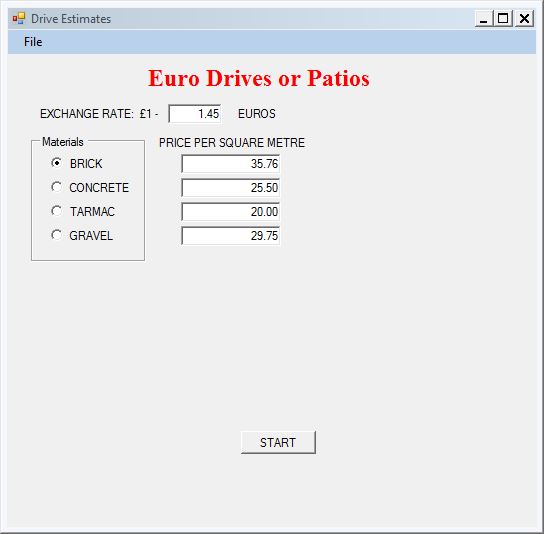 Drive Estimates
File
Euro Drives or Patios
EXCHANGE RATE: £1 - 1.45 EUROS
Materials PRICE PER SQUARE METRE
BRICK 35.76
CONCRETE 25.50
TARMAC 20.00
GRAVEL 29.75
START